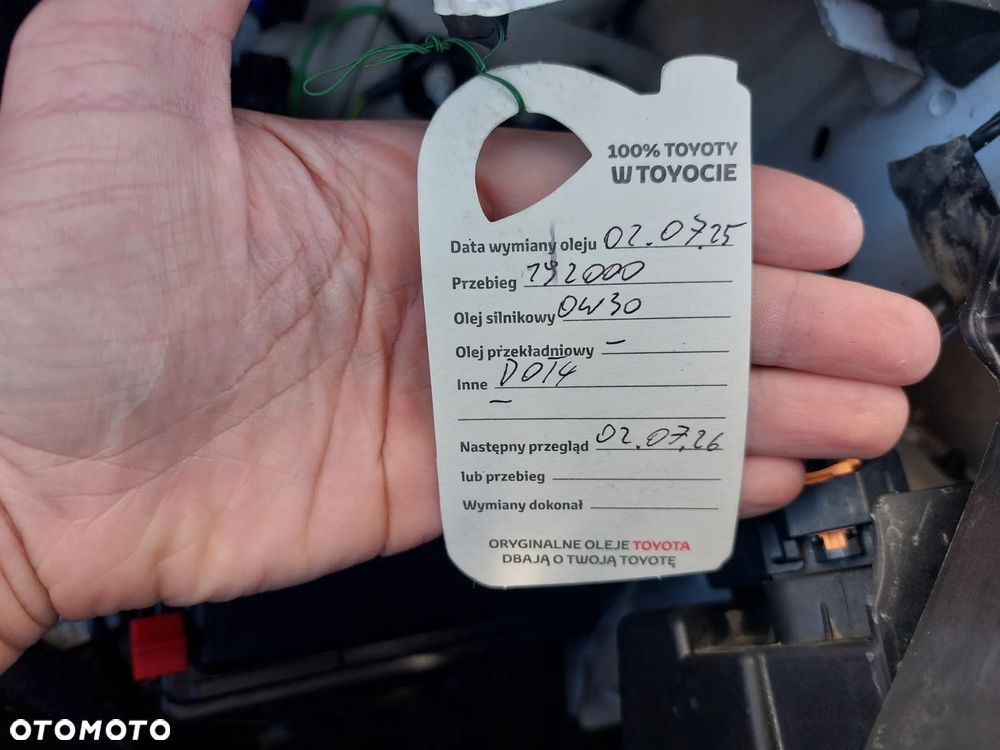 100% TOYOTY
W TOYOCIE
Data wymiany oleju 02.07.25
Przebieg 192000
Olej silnikowy 0W30
Olej przekładniowy –
Inne DOT4
–
Następny przegląd 02.07.26
lub przebieg
Wymiany dokonał
ORYGINALNE OLEJE TOYOTA
DBAJĄ O TWOJĄ TOYOTĘ
OTOMOTO